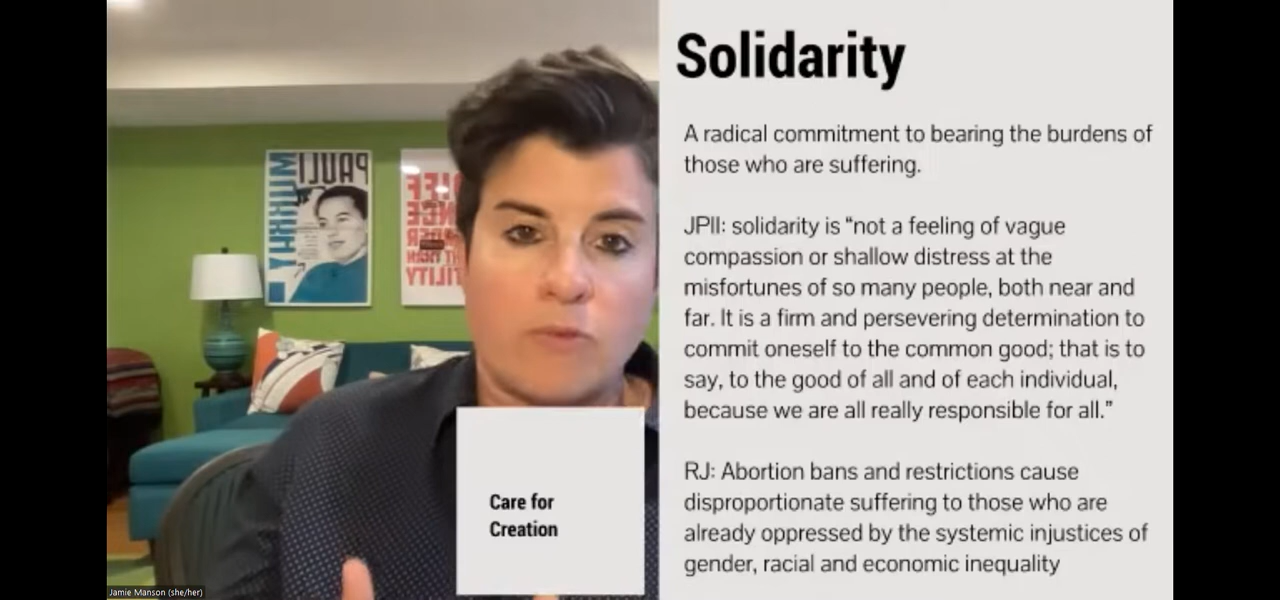 PAULI
MURRAY
Solidarity
A radical commitment to bearing the burdens of
those who are suffering.
JPII: solidarity is “not a feeling of vague
compassion or shallow distress at the
misfortunes of so many people, both near and
far. It is a firm and persevering determination to
commit oneself to the common good; that is to
say, to the good of all and of each individual,
because we are all really responsible for all.”
RJ: Abortion bans and restrictions cause
disproportionate suffering to those who are
already oppressed by the systemic injustices of
gender, racial and economic inequality
Care for
Creation
Jamie Manson (she/her)